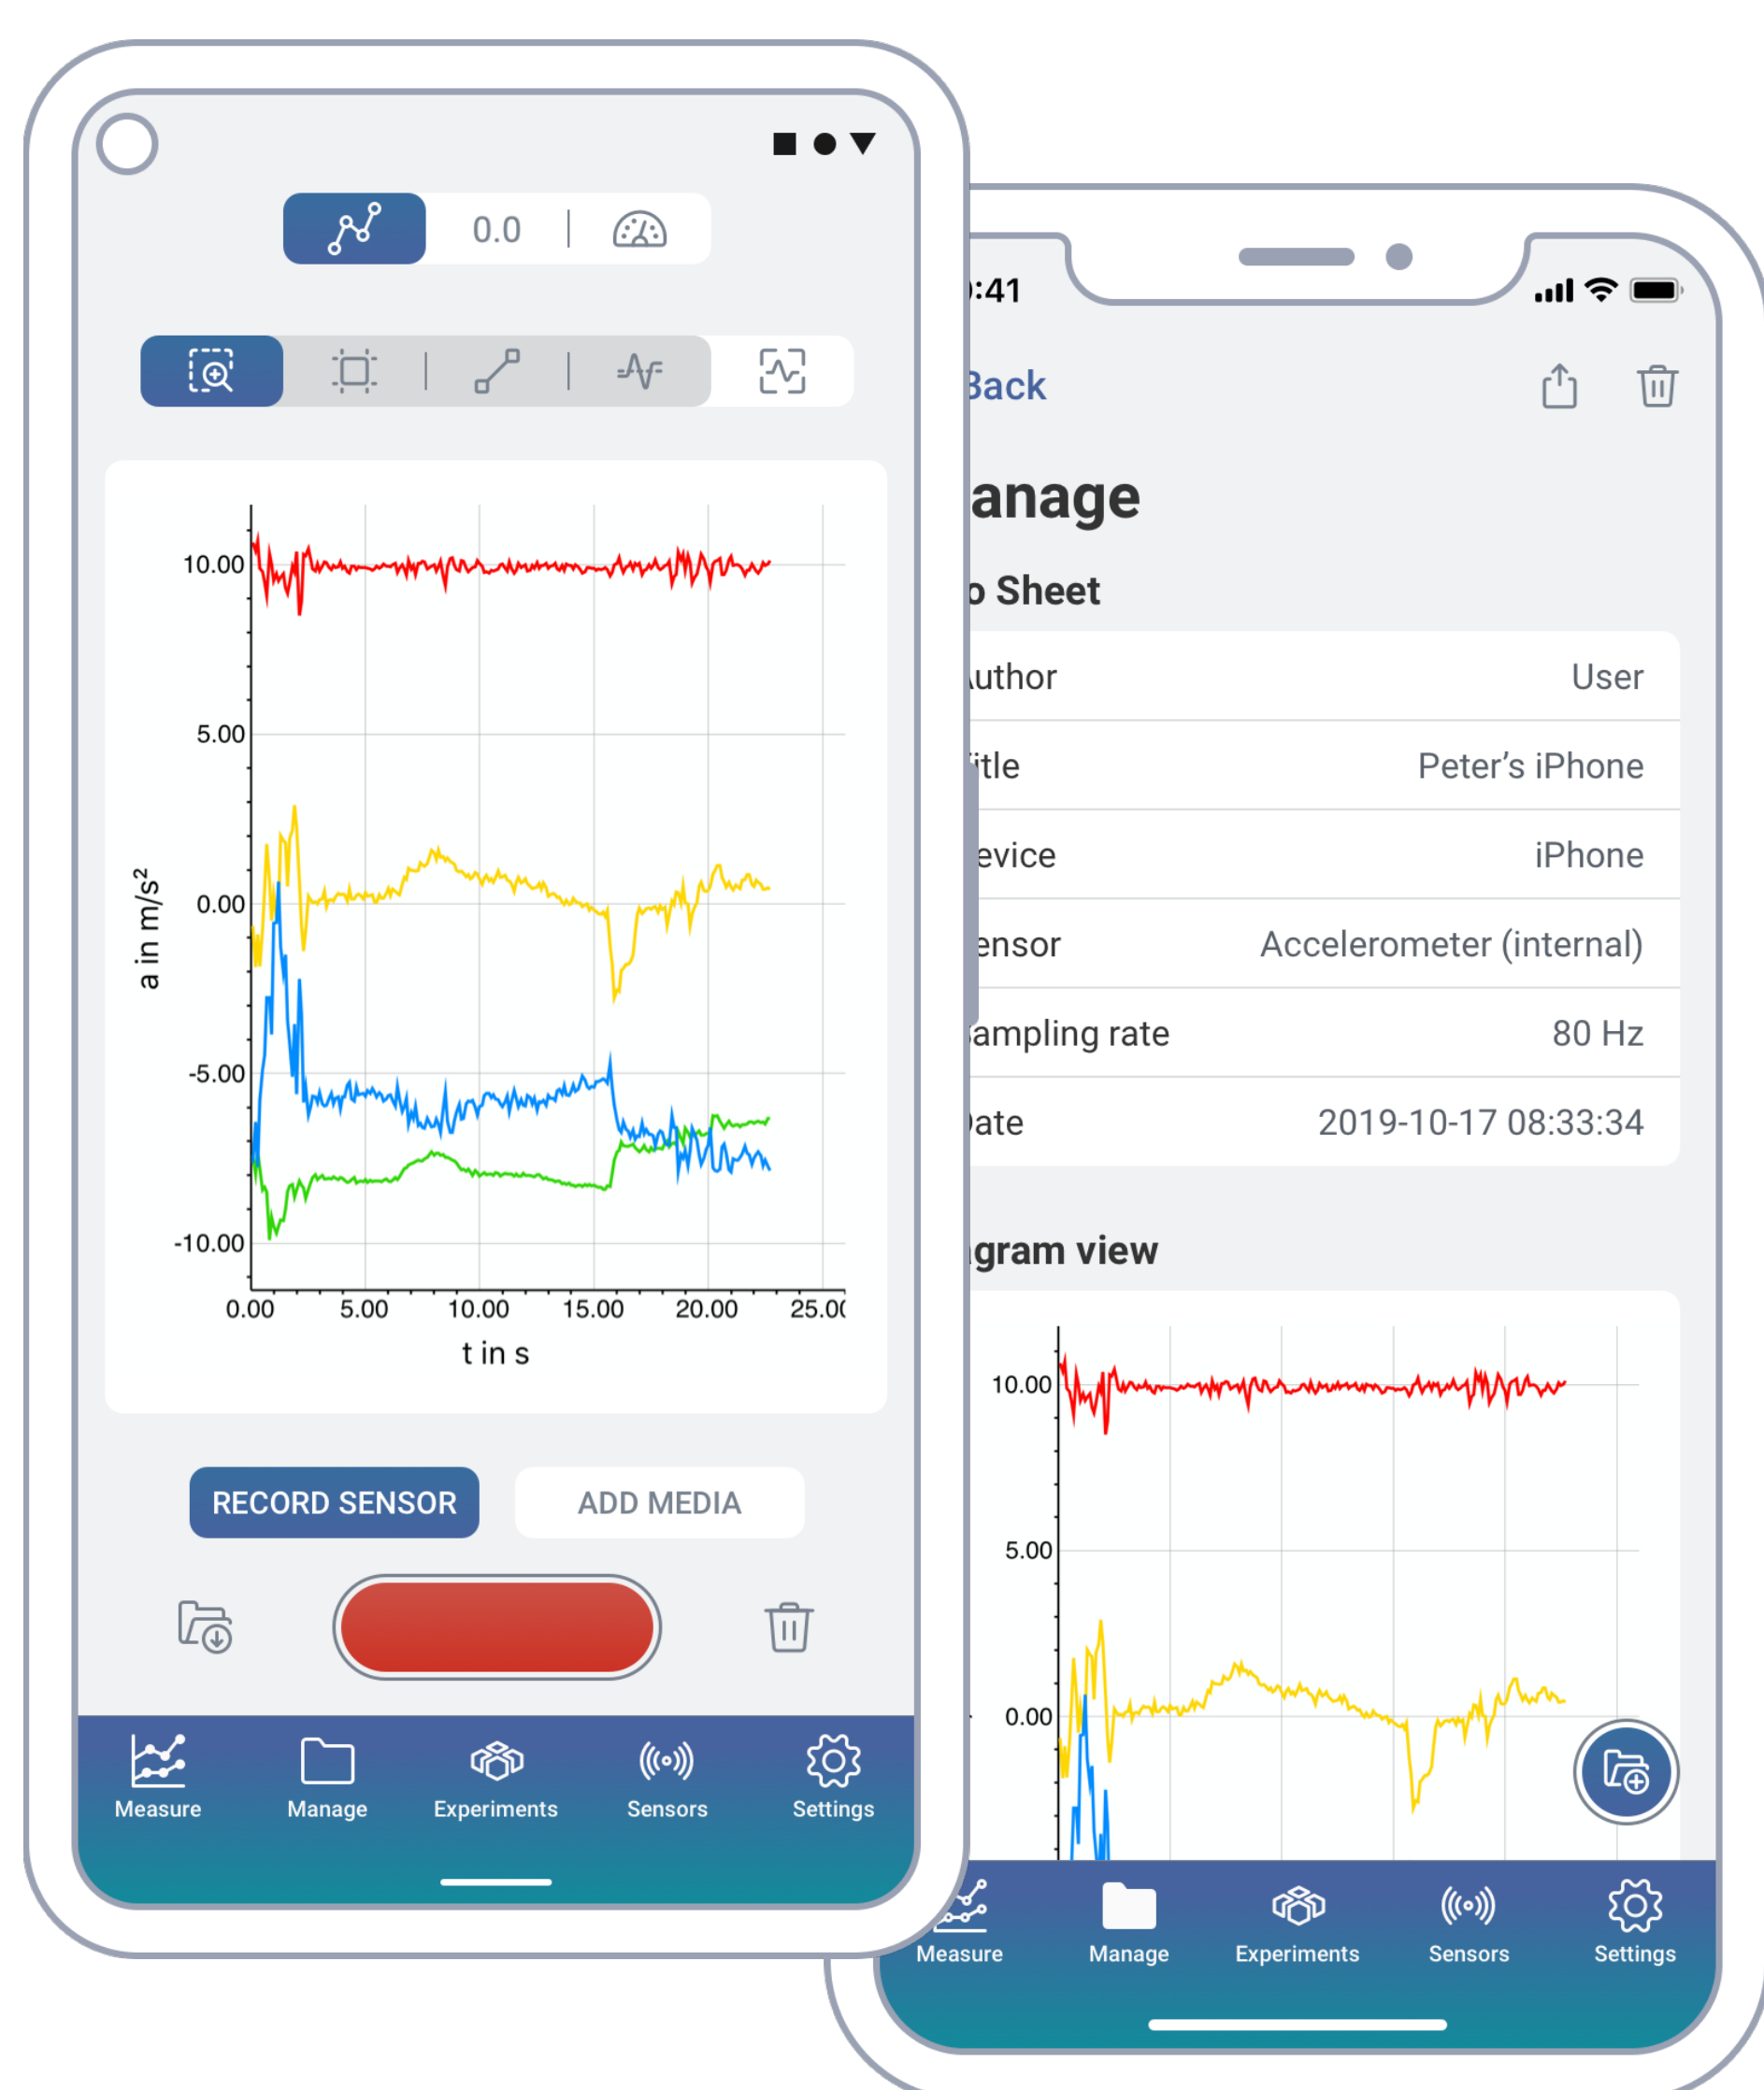 0.0
10.00
5.00
0.00
-5.00
-10.00
a in m/s²
0.00 5.00 10.00 15.00 20.00 25.0
t in s
RECORD SENSOR ADD MEDIA
Measure Manage Experiments Sensors Settings
:41
Back
anage
o Sheet
uthor User
itle Peter’s iPhone
evice iPhone
ensor Accelerometer (internal)
ampling rate 80 Hz
ate 2019-10-17 08:33:34
gram view
10.00
5.00
0.00
Measure Manage Experiments Sensors Settings